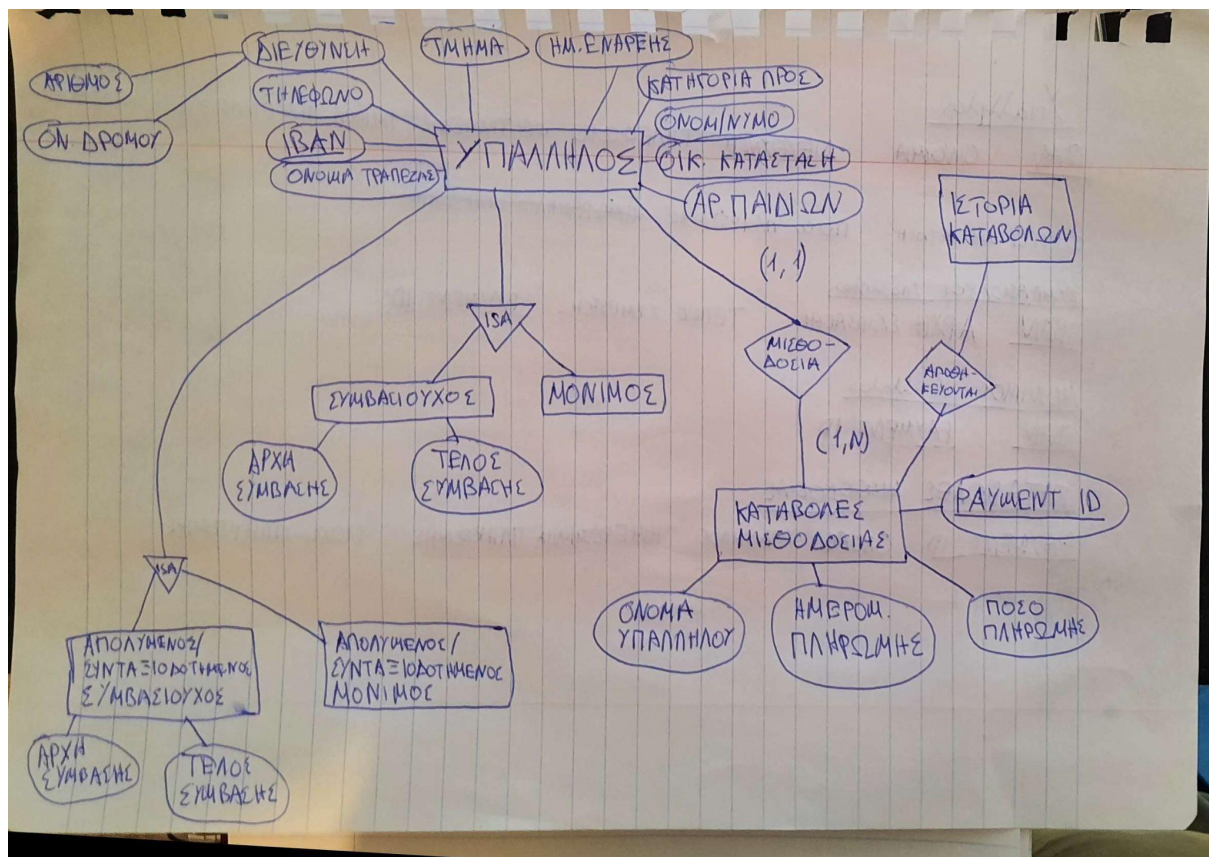 ΔΙΕΥΘΥΝΣΗ
ΤΜΗΜΑ
ΗΜ. ΕΝΑΡΞΗΣ
ΑΡΙΘΜΟΣ
ΤΗΛΕΦΩΝΟ
ΚΑΤΗΓΟΡΙΑ ΠΡΟΣ
ΟΝ. ΔΡΟΜΟΥ
IBAN
ΥΠΑΛΛΗΛΟΣ
ΟΝΟΜ/ΝΥΜΟ
ΟΝΟΜΑ ΤΡΑΠΕΖΑΣ
ΟΙΚ. ΚΑΤΑΣΤΑΣΗ
ΑΡ. ΠΑΙΔΙΩΝ
ΙΣΤΟΡΙΑ
ΚΑΤΑΒΟΛΩΝ
(1,1)
ISA
ΜΙΣΘΟ-
ΔΟΣΙΑ
ΑΠΟΘΗ-
ΚΕΥΟΝΤΑΙ
ΣΥΜΒΑΣΙΟΥΧΟΣ
ΜΟΝΙΜΟΣ
(1,N)
ΑΡΧΗ
ΣΥΜΒΑΣΗΣ
ΤΕΛΟΣ
ΣΥΜΒΑΣΗΣ
ΚΑΤΑΒΟΛΕΣ
ΜΙΣΘΟΔΟΣΙΑΣ
PAYMENT ID
ISA
ΟΝΟΜΑ
ΥΠΑΛΛΗΛΟΥ
ΗΜΕΡΟΜ.
ΠΛΗΡΩΜΗΣ
ΠΟΣΟ
ΠΛΗΡΩΜΗΣ
ΑΠΟΛΥΜΕΝΟΣ/
ΣΥΝΤΑΞΙΟΔΟΤΗΜΕΝΟΣ
ΣΥΜΒΑΣΙΟΥΧΟΣ
ΑΠΟΛΥΜΕΝΟΣ/
ΣΥΝΤΑΞΙΟΔΟΤΗΜΕΝΟΣ
ΜΟΝΙΜΟΣ
ΑΡΧΗ
ΣΥΜΒΑΣΗΣ
ΤΕΛΟΣ
ΣΥΜΒΑΣΗΣ